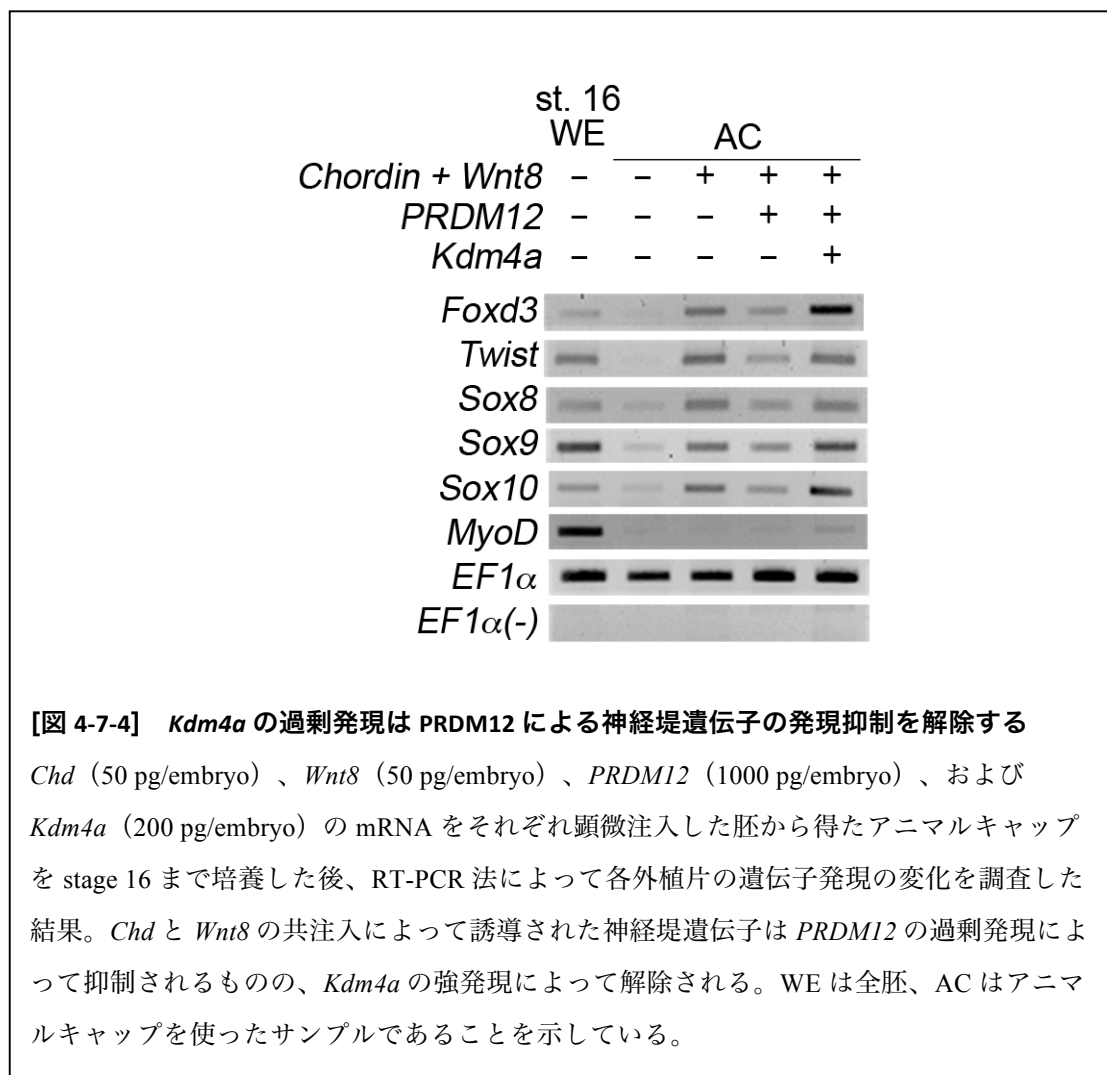 st. 16
WE AC
Chordin + Wnt8 – – + + +
PRDM12 – – – + +
Kdm4a – – – – +
Foxd3
Twist
Sox8
Sox9
Sox10
MyoD
EF1α
EF1α(-)
[図 4-7-4] Kdm4a の過剰発現は PRDM12 による神経堤遺伝子の発現抑制を解除する
Chd（50 pg/embryo）、Wnt8（50 pg/embryo）、PRDM12（1000 pg/embryo）、および
Kdm4a（200 pg/embryo）の mRNA をそれぞれ顕微注入した胚から得たアニマルキャップ
を stage 16 まで培養した後、RT-PCR 法によって各外植片の遺伝子発現の変化を調査した
結果。Chd と Wnt8 の共注入によって誘導された神経堤遺伝子は PRDM12 の過剰発現によ
って抑制されるものの、Kdm4a の強発現によって解除される。WE は全胚、AC はアニマ
ルキャップを使ったサンプルであることを示している。